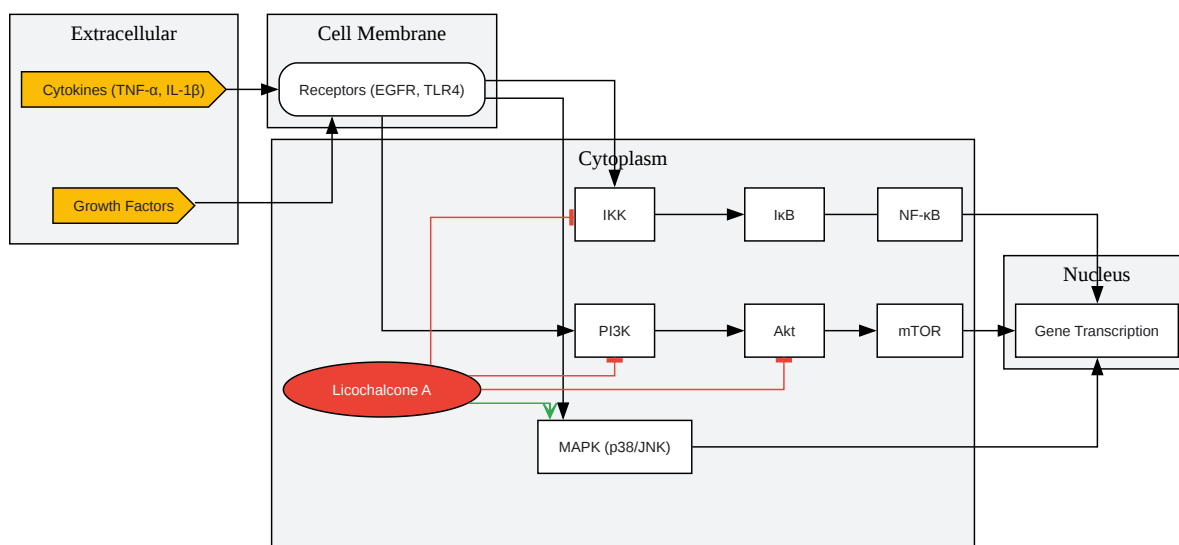 Extracellular
Cell Membrane
Cytokines (TNF-α, IL-1β)
Receptors (EGFR, TLR4)
Cytoplasm
Growth Factors
IKK
IκB
NF-κB
Nucleus
PI3K
Akt
mTOR
Gene Transcription
Licochalcone A
MAPK (p38/JNK)